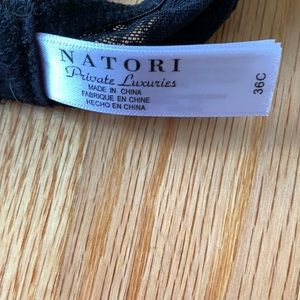 NATORI
Private Luxuries
MADE IN CHINA
FABRIQUE EN CHINE
HECHO EN CHINA
36C